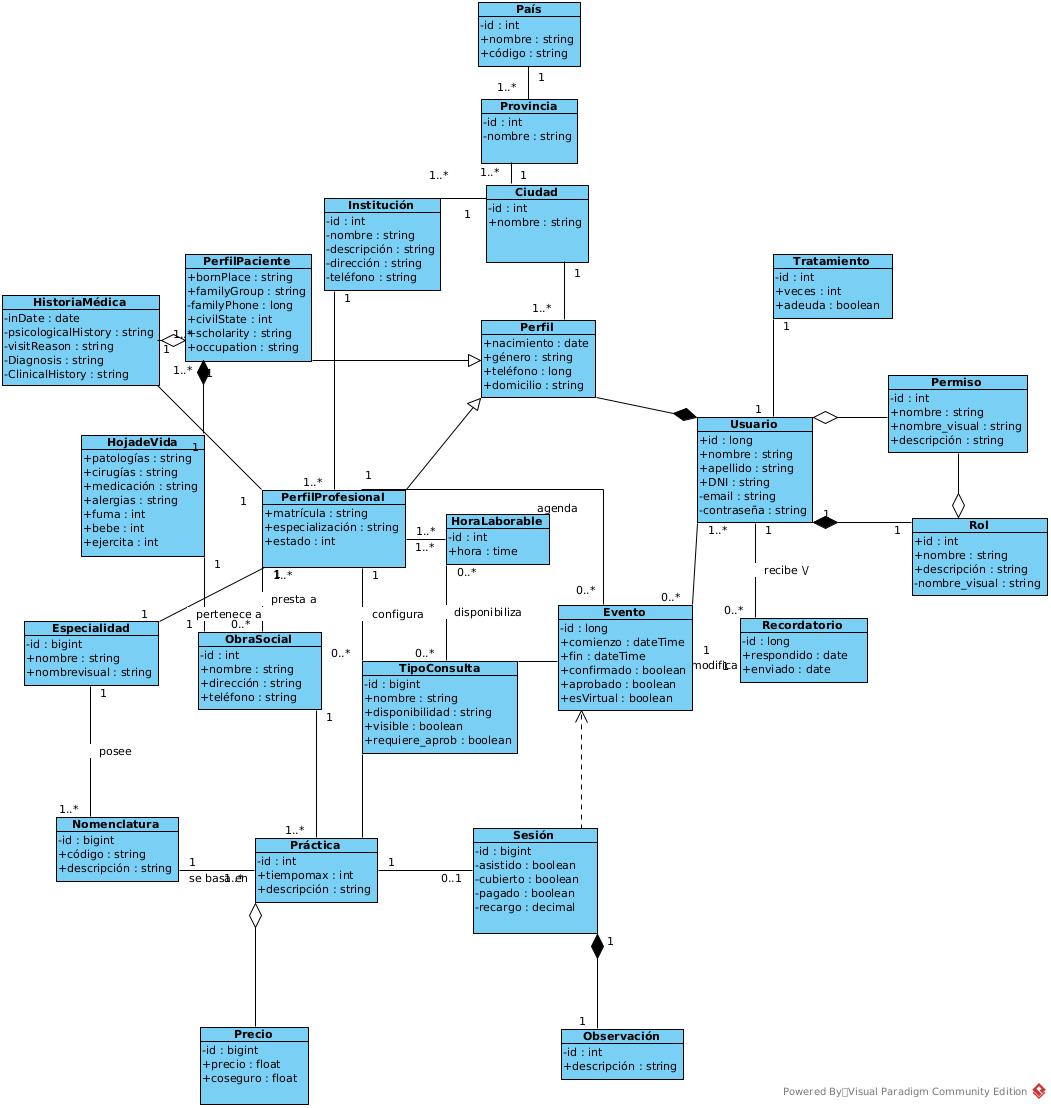 País
-id : int
+nombre : string
+código : string
1
1..*
Provincia
-id : int
-nombre : string
1..*
1..*
1
Ciudad
-id : int
+nombre : string
1
1
1..*
Institución
-id : int
-nombre : string
-descripción : string
-dirección : string
-teléfono : string
1
PerfilPaciente
+bornPlace : string
+familyGroup : string
-familyPhone : long
+civilState : int
+scholarity : string
+occupation : string
HistoriaMédica
-inDate : date
-psicologicalHistory : string
-visitReason : string
-Diagnosis : string
-ClinicalHistory : string
1..*
1
1..*
1
Perfil
+nacimiento : date
+género : string
+teléfono : long
+domicilio : string
Tratamiento
-id : int
+veces : int
+adeuda : boolean
1
1
Permiso
-id : int
+nombre : string
+nombre_visual : string
+descripción : string
Usuario
+id : long
+nombre : string
+apellido : string
+DNI : string
-email : string
-contraseña : string
1
1
1..*
1
Rol
+id : int
+nombre : string
+descripción : string
-nombre_visual : string
HojadeVida
1
+patologías : string
+cirugías : string
+medicación : string
+alergias : string
+fuma : int
+bebe : int
+ejercita : int
1
1
1..*
1
PerfilProfesional
+matrícula : string
+especialización : string
+estado : int
1
agenda
HoraLaborable
-id : int
+hora : time
1..*
1..*
0..*
1
1..*
1
presta a
pertenece a
configura
disponibiliza
recibe \/
0..*
0..*
0..*
1
1
0..*
0..*
0..*
Especialidad
-id : bigint
+nombre : string
+nombrevisual : string
1
ObraSocial
-id : int
+nombre : string
+dirección : string
+teléfono : string
1
TipoConsulta
-id : bigint
+nombre : string
+disponibilidad : string
+visible : boolean
+requiere_aprob : boolean
Evento
-id : long
+comienzo : dateTime
+fin : dateTime
+confirmado : boolean
+aprobado : boolean
+esVirtual : boolean
1
modifica
1
Recordatorio
-id : long
+respondido : date
+enviado : date
posee
1..*
Nomenclatura
-id : bigint
+código : string
+descripción : string
1
se basa en
1..*
1..*
Práctica
-id : int
+tiempomax : int
+descripción : string
1
0..1
Sesión
-id : bigint
-asistido : boolean
-cubierto : boolean
-pagado : boolean
-recargo : decimal
1
1
Precio
-id : bigint
+precio : float
+coseguro : float
Observación
-id : int
+descripción : string
Powered By Visual Paradigm Community Edition